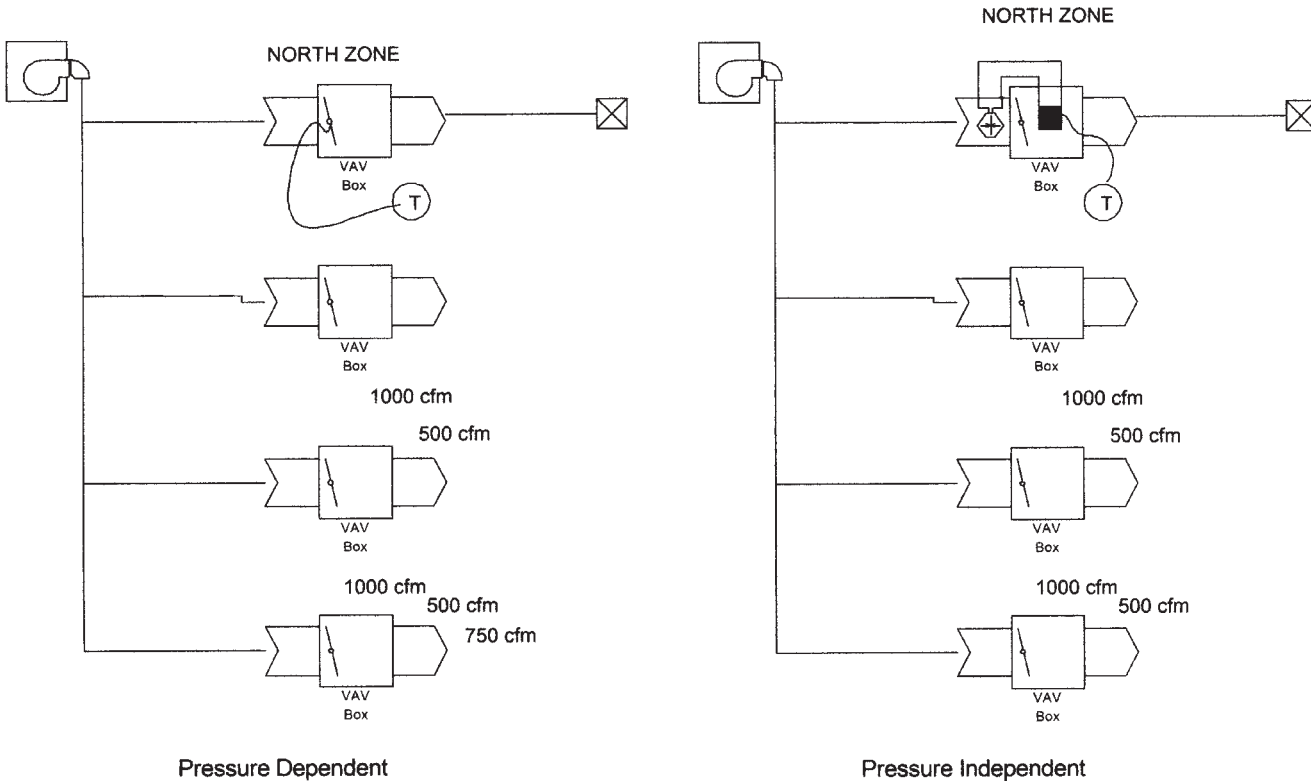 NORTH ZONE
VAV
Box
T
VAV
Box
1000 cfm
500 cfm
VAV
Box
1000 cfm
500 cfm
750 cfm
VAV
Box
Pressure Dependent
NORTH ZONE
VAV
Box
T
VAV
Box
1000 cfm
500 cfm
VAV
Box
1000 cfm
500 cfm
VAV
Box
Pressure Independent